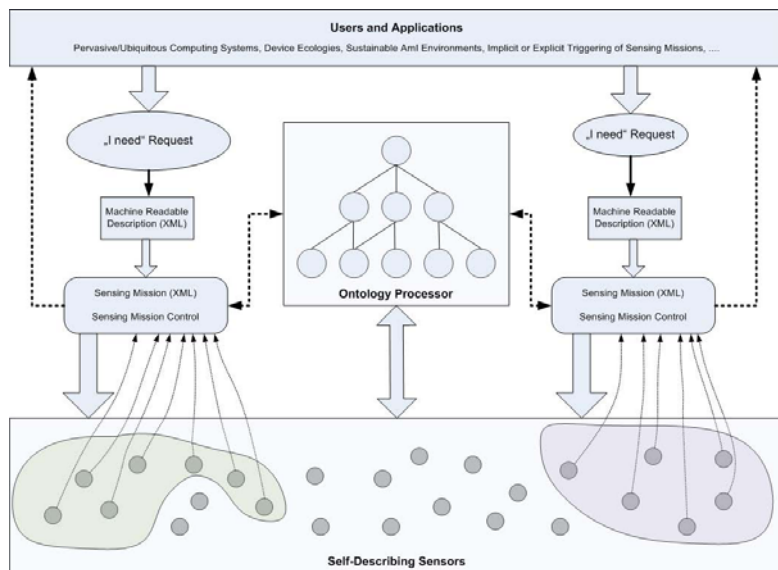 Users and Applications
Pervasive/Ubiquitous Computing Systems, Device Ecologies, Sustainable AmI Environments, Implicit or Explicit Triggering of Sensing Missions, ....
„I need“ Request
Machine Readable
Description (XML)
Sensing Mission (XML)
Sensing Mission Control
Ontology Processor
„I need“ Request
Machine Readable
Description (XML)
Sensing Mission (XML)
Sensing Mission Control
Self-Describing Sensors